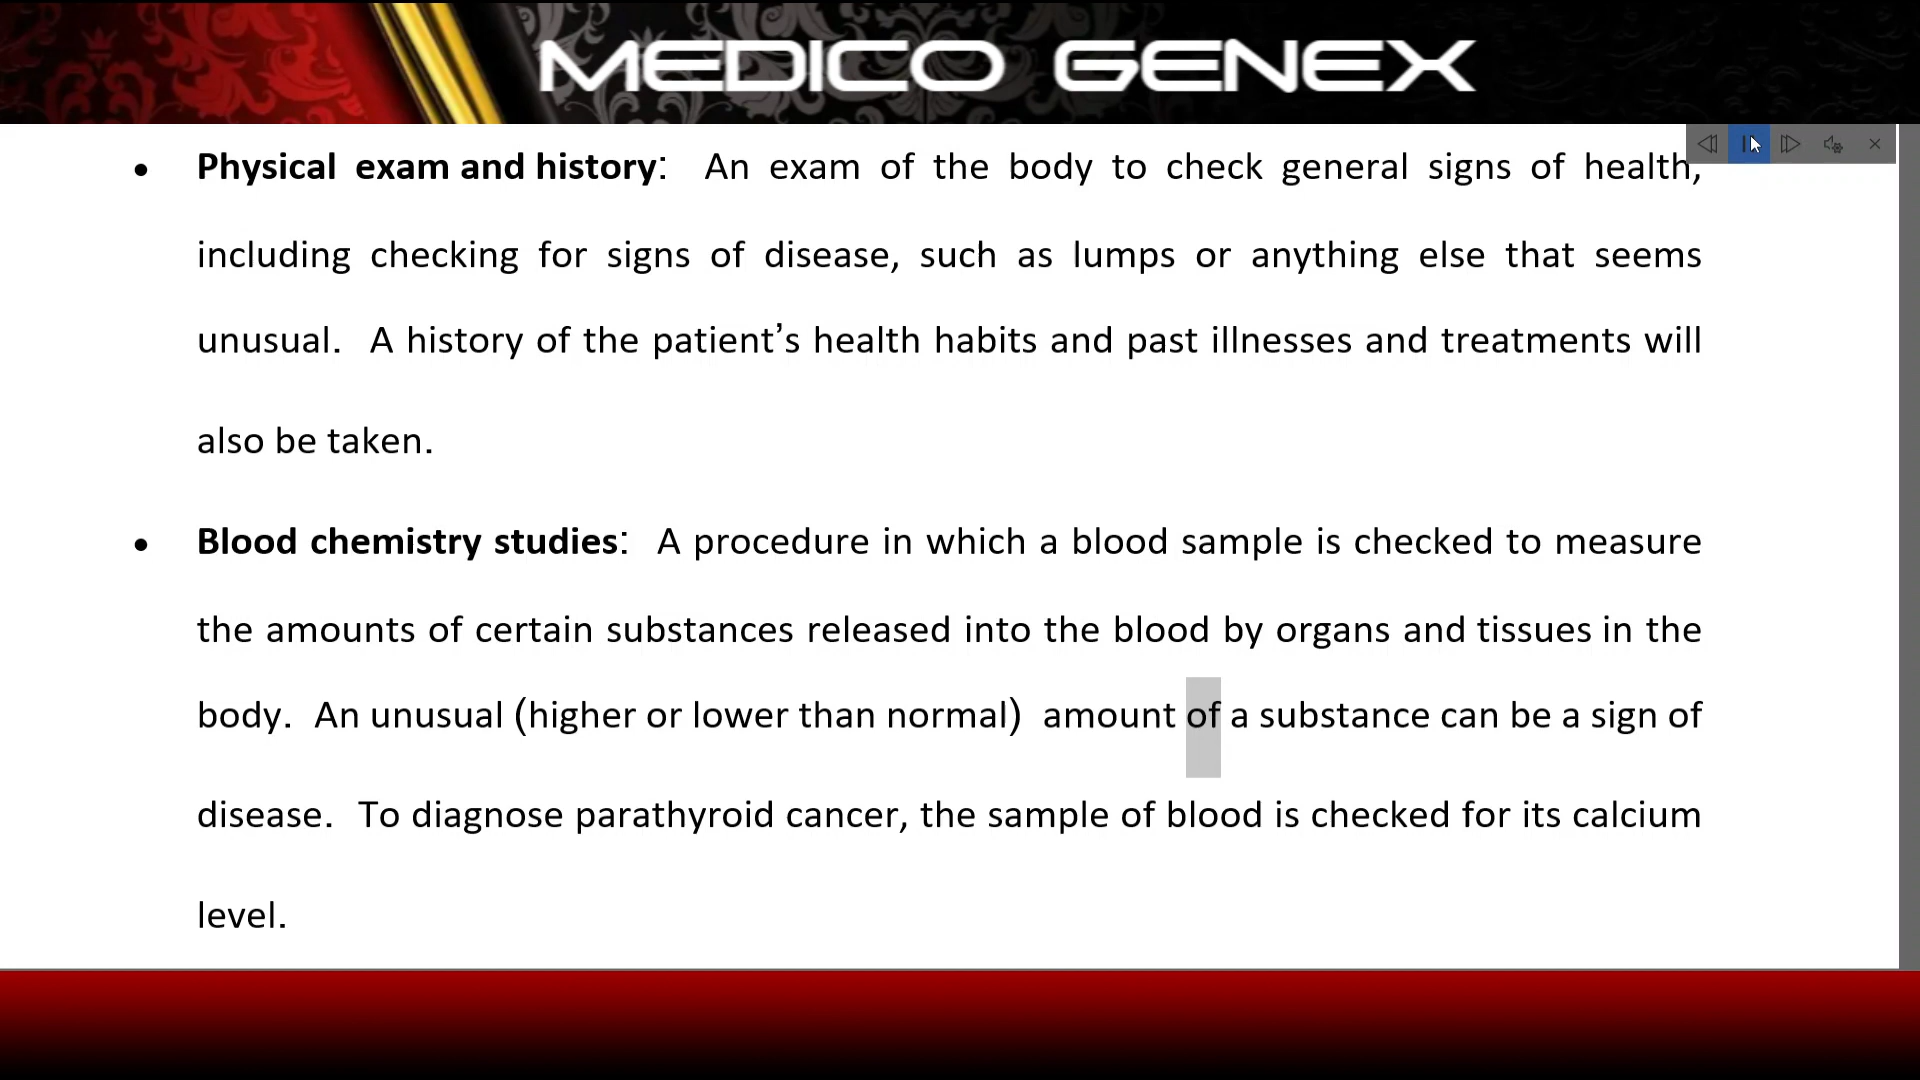 MEDICO GENEX
• Physical exam and history: An exam of the body to check general signs of health,
including checking for signs of disease, such as lumps or anything else that seems
unusual. A history of the patient’s health habits and past illnesses and treatments will
also be taken.
• Blood chemistry studies: A procedure in which a blood sample is checked to measure
the amounts of certain substances released into the blood by organs and tissues in the
body. An unusual (higher or lower than normal) amount of a substance can be a sign of
disease. To diagnose parathyroid cancer, the sample of blood is checked for its calcium
level.